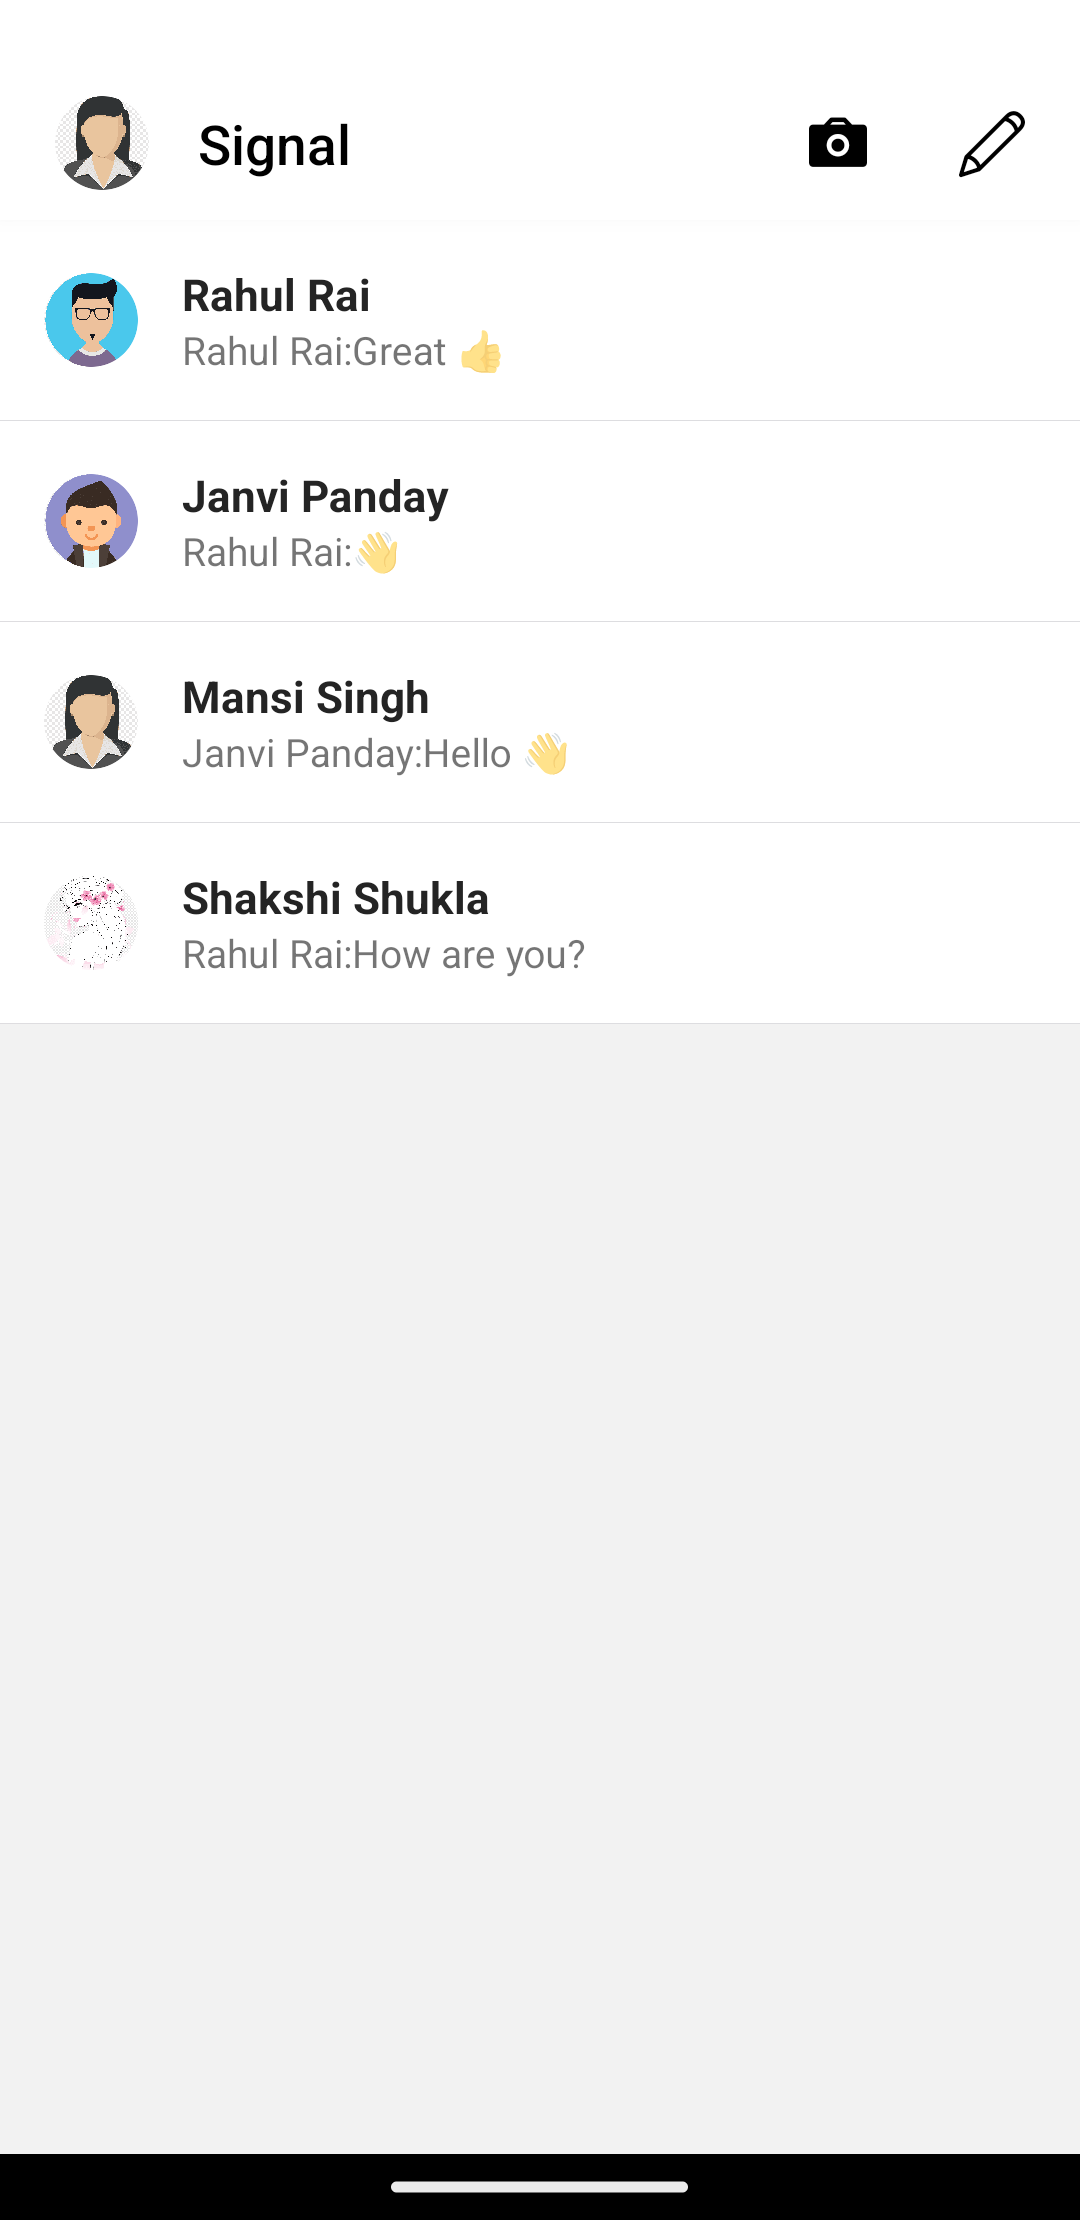 Signal
Rahul Rai
Rahul Rai:Great 👍
Janvi Panday
Rahul Rai:👋
Mansi Singh
Janvi Panday:Hello 👋
Shakshi Shukla
Rahul Rai:How are you?